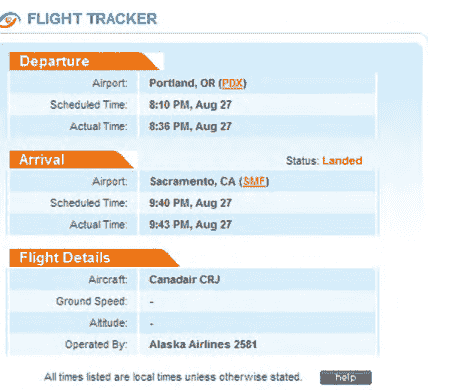 FLIGHT TRACKER
Departure
Airport: Portland, OR (PDX)
Scheduled Time: 8:10 PM, Aug 27
Actual Time: 8:36 PM, Aug 27
Arrival Status: Landed
Airport: Sacramento, CA (SMF)
Scheduled Time: 9:40 PM, Aug 27
Actual Time: 9:43 PM, Aug 27
Flight Details
Aircraft: Canadair CRJ
Ground Speed: -
Altitude: -
Operated By: Alaska Airlines 2581
All times listed are local times unless otherwise stated. help